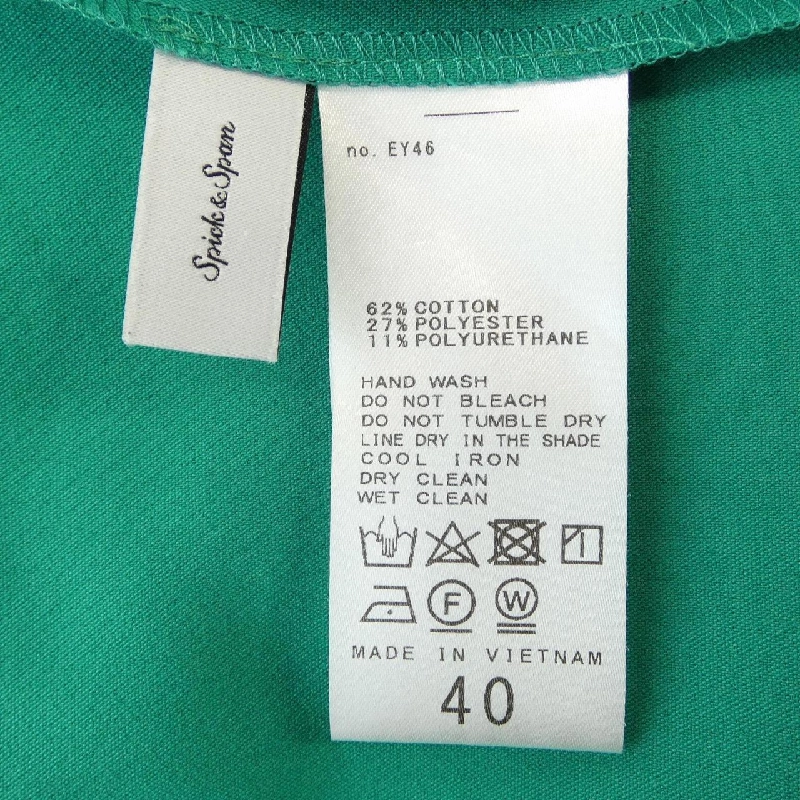 Spick & Span
no. EY46
62% COTTON
27% POLYESTER
11% POLYURETHANE
HAND WASH
DO NOT BLEACH
DO NOT TUMBLE DRY
LINE DRY IN THE SHADE
COOL IRON
DRY CLEAN
WET CLEAN
F W
MADE IN VIETNAM
40